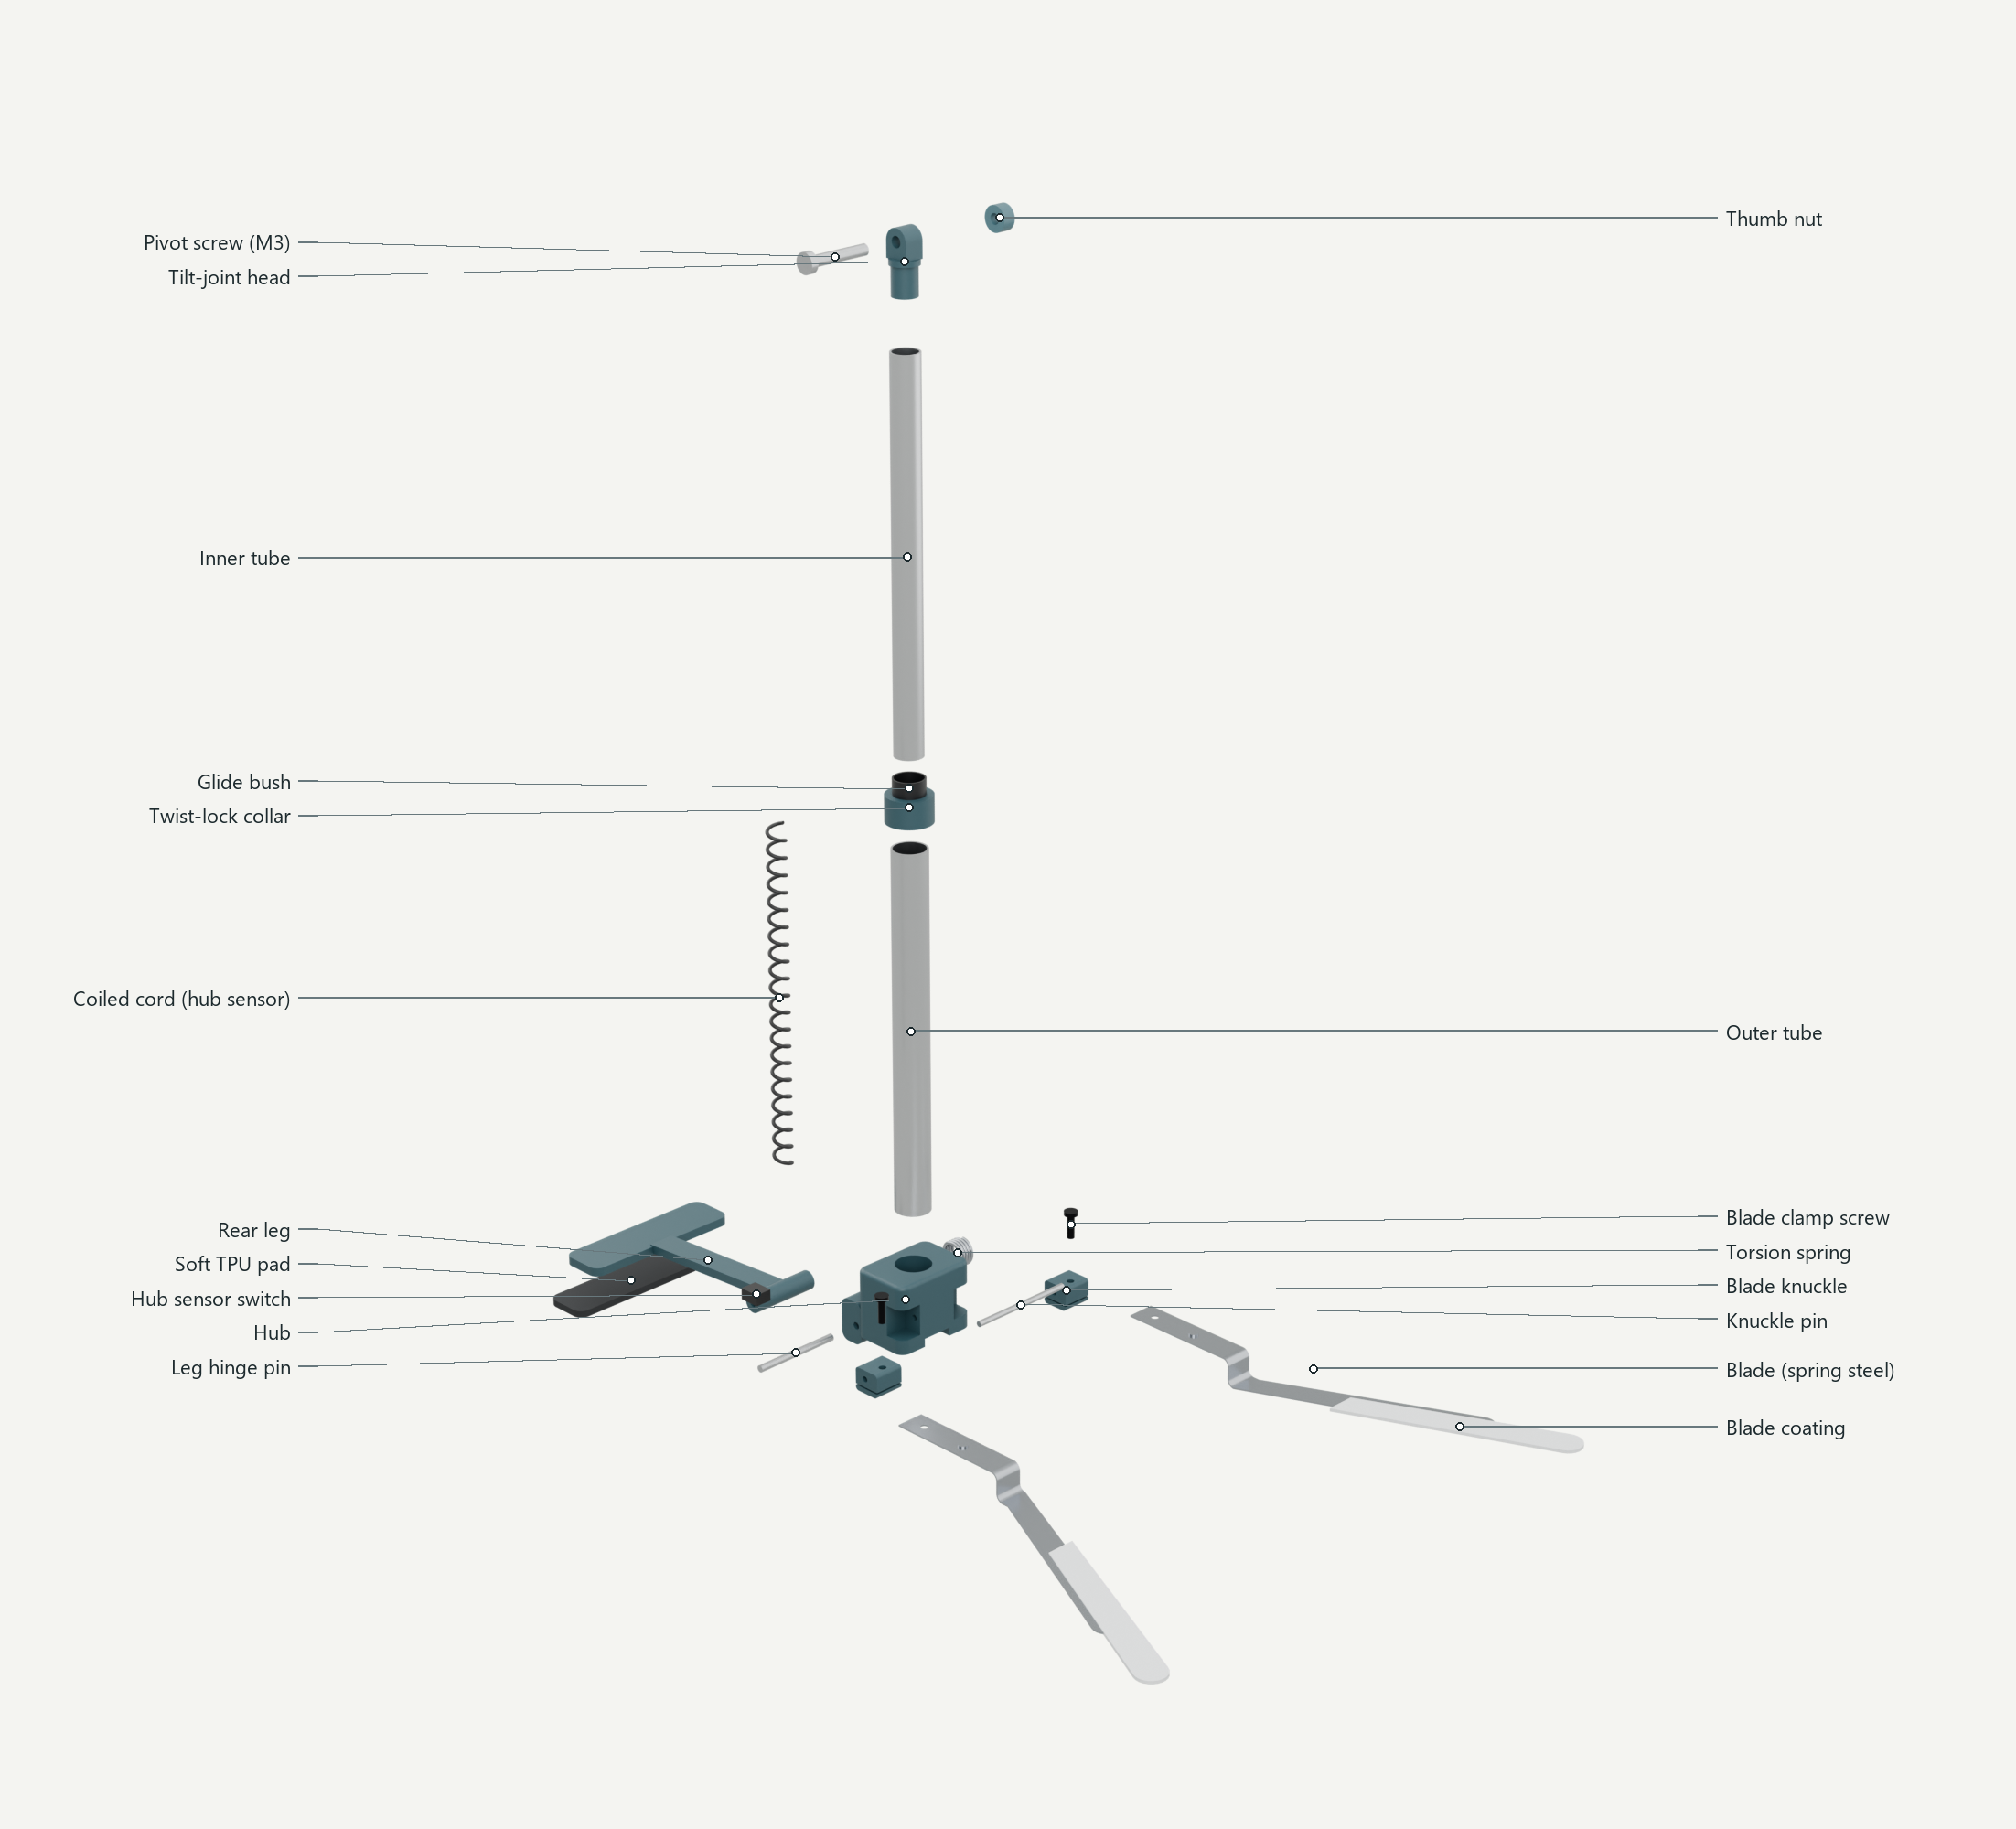 Pivot screw (M3)
Tilt-joint head
Inner tube
Glide bush
Twist-lock collar
Coiled cord (hub sensor)
Rear leg
Soft TPU pad
Hub sensor switch
Hub
Leg hinge pin
Thumb nut
Outer tube
Blade clamp screw
Torsion spring
Blade knuckle
Knuckle pin
Blade (spring steel)
Blade coating